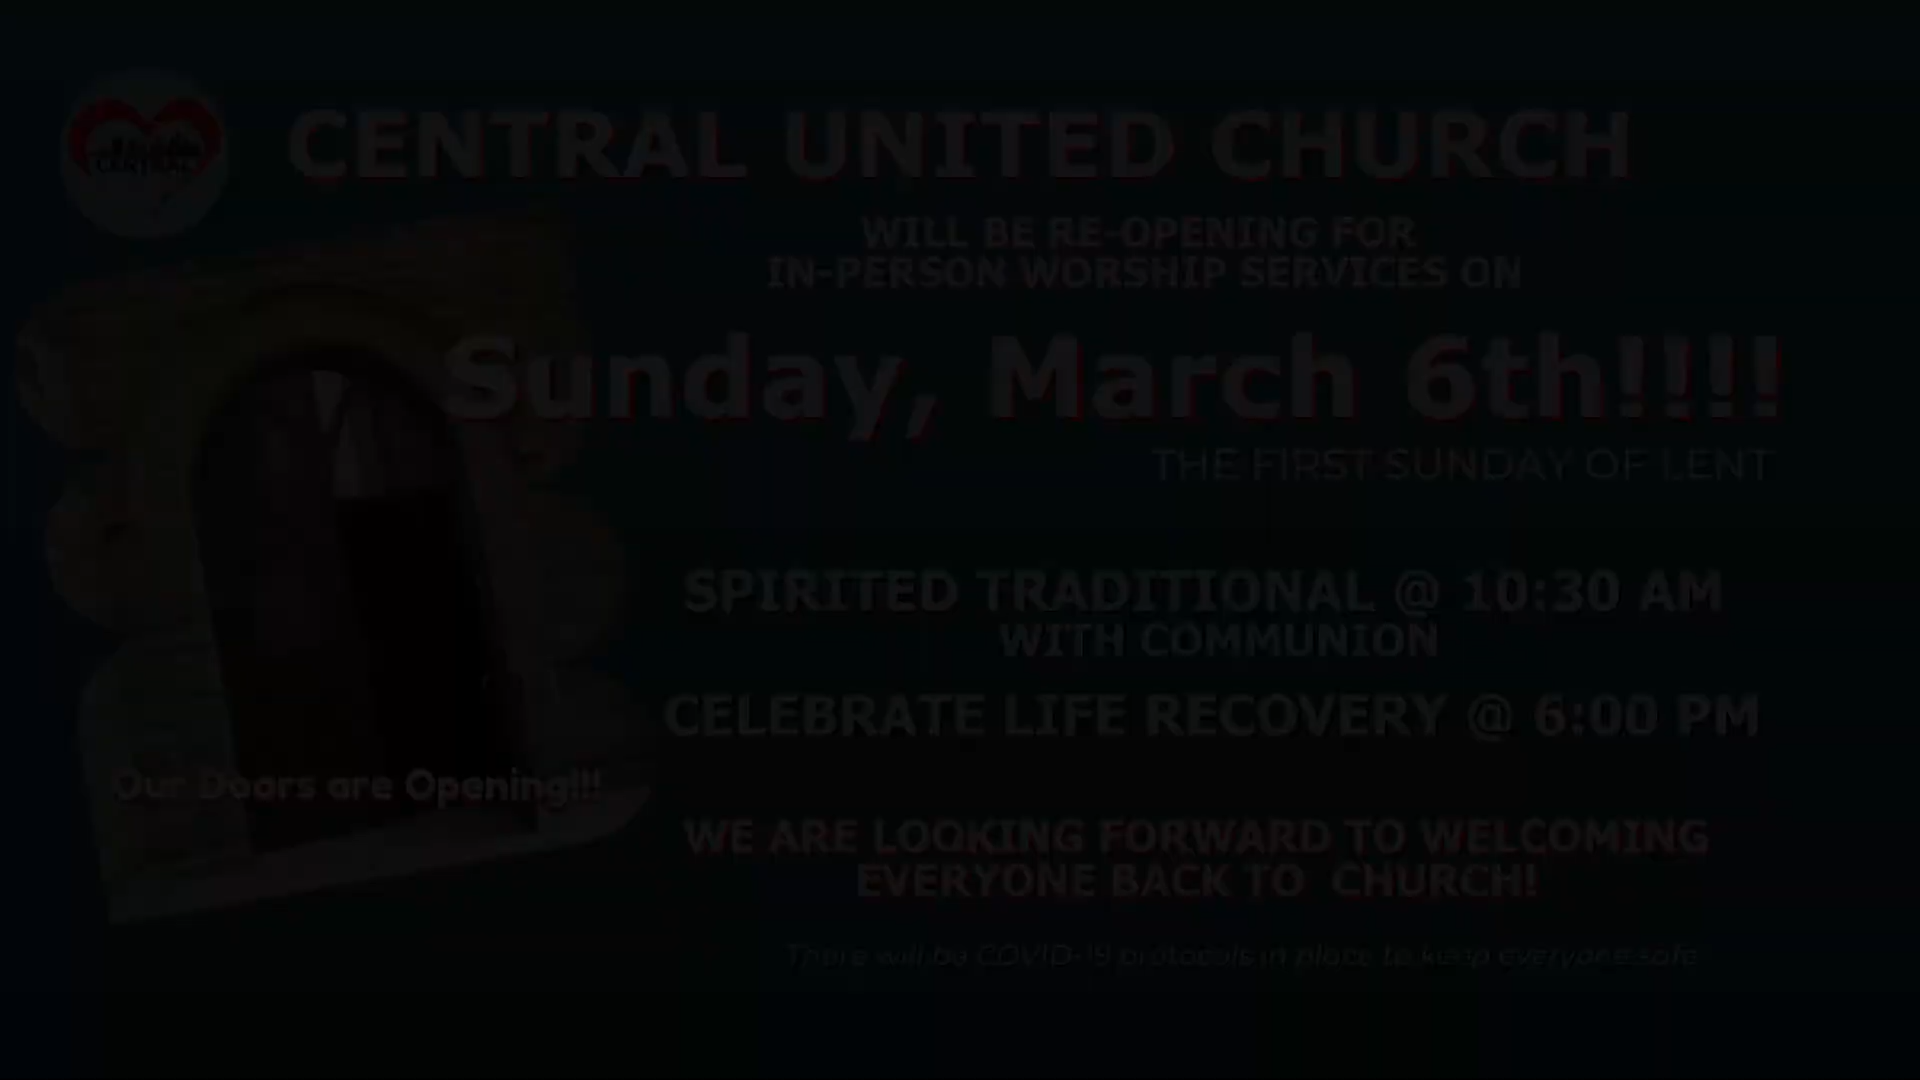 CENTRAL
CENTRAL UNITED CHURCH
WILL BE RE-OPENING FOR
IN-PERSON WORSHIP SERVICES ON
Sunday, March 6th!!!!
THE FIRST SUNDAY OF LENT
SPIRITED TRADITIONAL @ 10:30 AM
WITH COMMUNION
CELEBRATE LIFE RECOVERY @ 6:00 PM
Our Doors are Opening!!!
WE ARE LOOKING FORWARD TO WELCOMING
EVERYONE BACK TO CHURCH!
There will be COVID-19 protocols in place to keep everyone safe